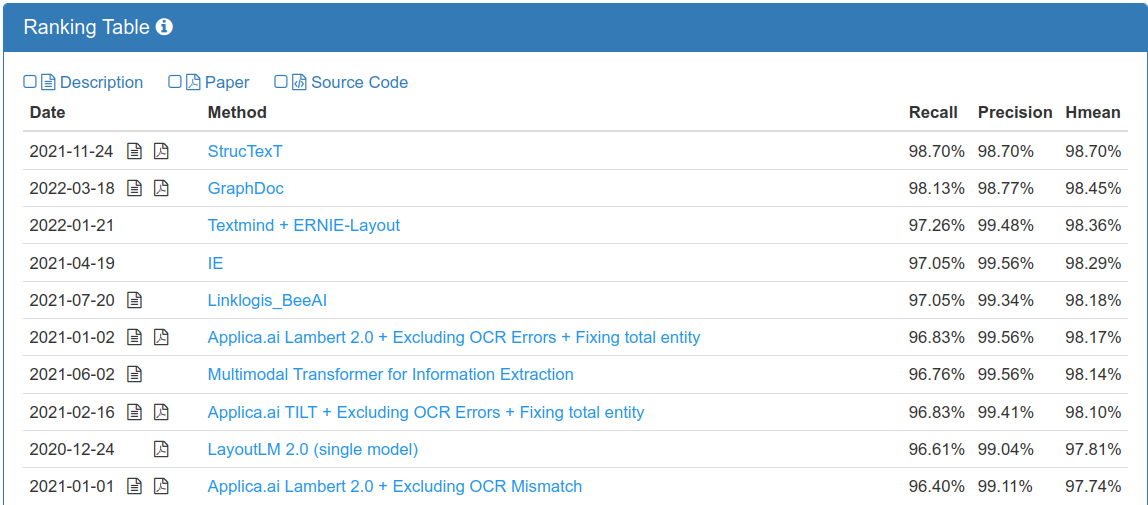 Ranking Table
Description Paper Source Code
Date Method Recall Precision Hmean
2021-11-24 StrucTexT 98.70% 98.70% 98.70%
2022-03-18 GraphDoc 98.13% 98.77% 98.45%
2022-01-21 Textmind + ERNIE-Layout 97.26% 99.48% 98.36%
2021-04-19 IE 97.05% 99.56% 98.29%
2021-07-20 Linklogis_BeeAI 97.05% 99.34% 98.18%
2021-01-02 Applica.ai Lambert 2.0 + Excluding OCR Errors + Fixing total entity 96.83% 99.56% 98.17%
2021-06-02 Multimodal Transformer for Information Extraction 96.76% 99.56% 98.14%
2021-02-16 Applica.ai TILT + Excluding OCR Errors + Fixing total entity 96.83% 99.41% 98.10%
2020-12-24 LayoutLM 2.0 (single model) 96.61% 99.04% 97.81%
2021-01-01 Applica.ai Lambert 2.0 + Excluding OCR Mismatch 96.40% 99.11% 97.74%